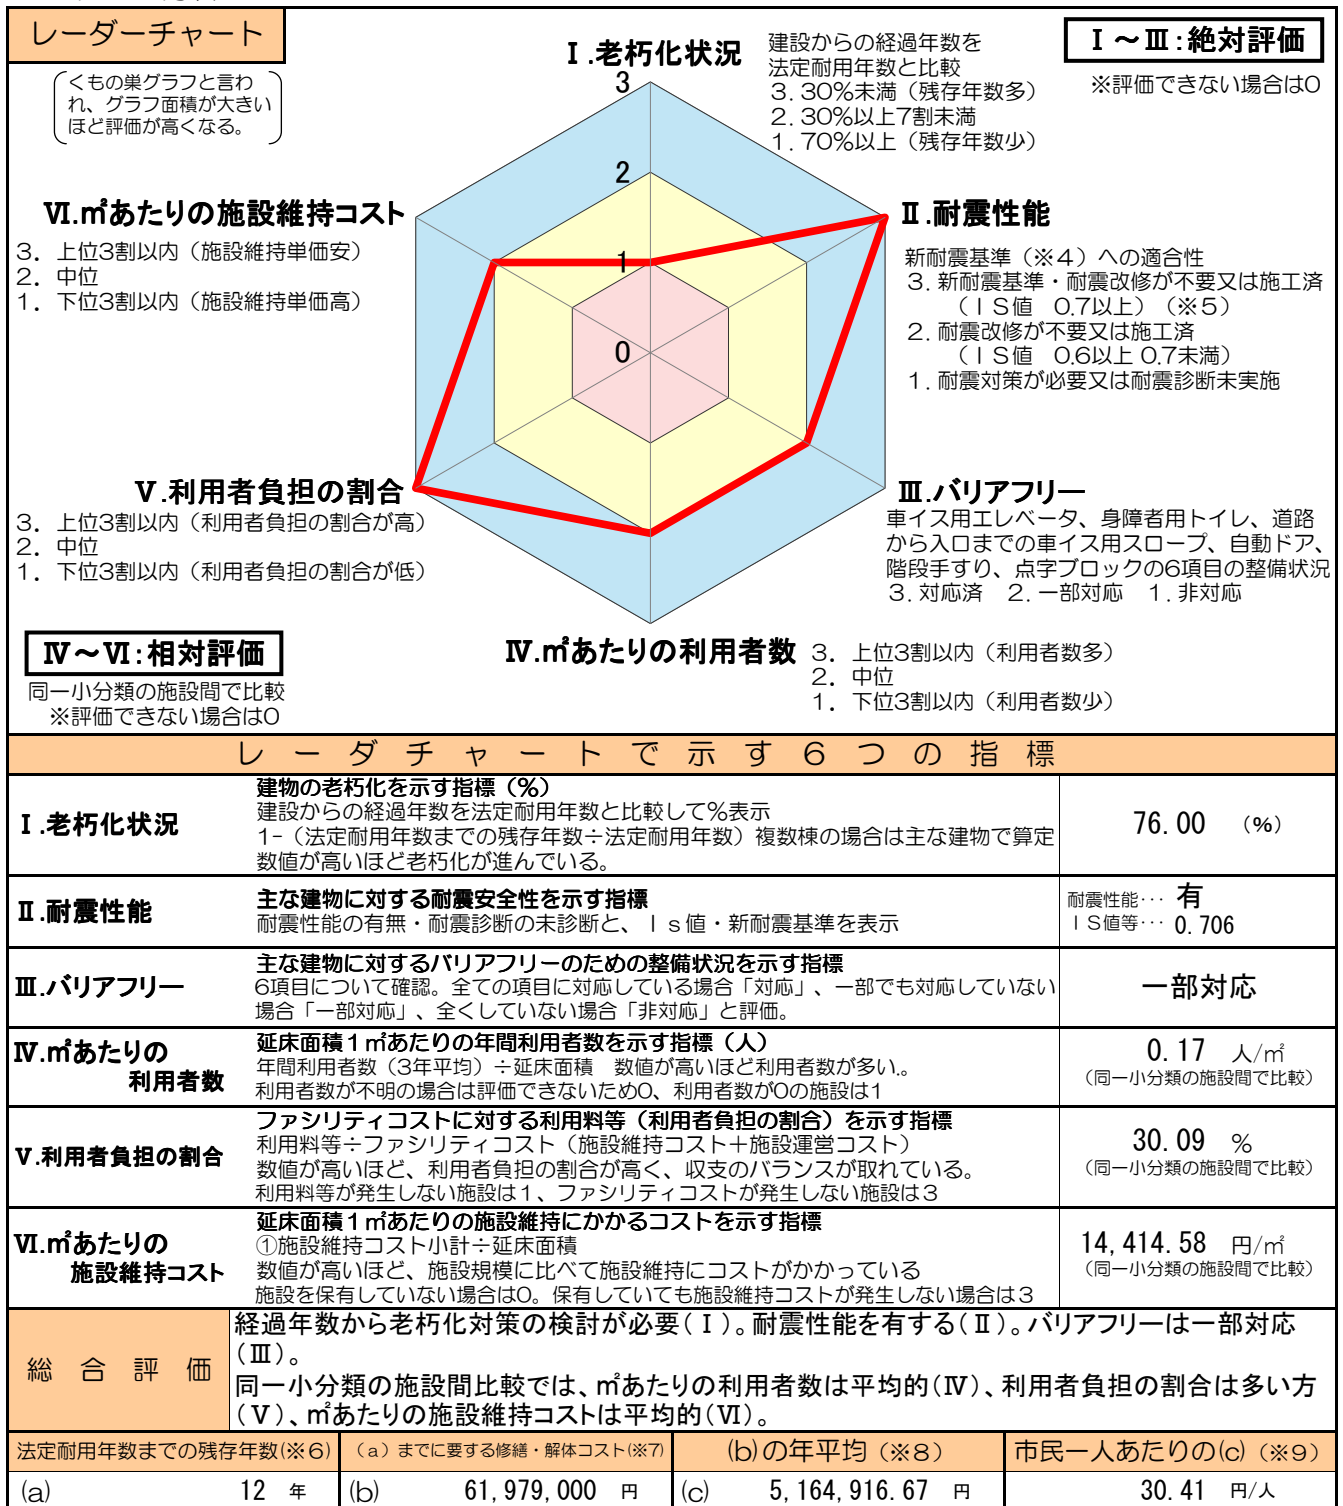 レーダーチャート
くもの巣グラフと言わ
れ、グラフ面積が大きい
ほど評価が高くなる。
Ⅰ.老朽化状況
建設からの経過年数を
法定耐用年数と比較
3. 30%未満（残存年数多）
2. 30%以上7割未満
1. 70%以上（残存年数少）
Ⅰ～Ⅲ:絶対評価
※評価できない場合は0
3
2
1
0
Ⅵ.㎡あたりの施設維持コスト
3. 上位3割以内（施設維持単価安）
2. 中位
1. 下位3割以内（施設維持単価高）
Ⅱ.耐震性能
新耐震基準（※4）への適合性
3. 新耐震基準・耐震改修が不要又は施工済
（ＩＳ値　0.7以上）（※5）
2. 耐震改修が不要又は施工済
（ＩＳ値　0.6以上 0.7未満）
1. 耐震対策が必要又は耐震診断未実施
Ⅴ.利用者負担の割合
3. 上位3割以内（利用者負担の割合が高）
2. 中位
1. 下位3割以内（利用者負担の割合が低）
Ⅲ.バリアフリー
車イス用エレベータ、身障者用トイレ、道路
から入口までの車イス用スロープ、自動ドア、
階段手すり、点字ブロックの6項目の整備状況
3. 対応済　2. 一部対応　1. 非対応
Ⅳ～Ⅵ:相対評価
同一小分類の施設間で比較
※評価できない場合は0
Ⅳ.㎡あたりの利用者数
3. 上位3割以内（利用者数多）
2. 中位
1. 下位3割以内（利用者数少）
レーダチャートで示す6つの指標
Ⅰ.老朽化状況
建物の老朽化を示す指標（%）
建設からの経過年数を法定耐用年数と比較して%表示
1-（法定耐用年数までの残存年数÷法定耐用年数）複数棟の場合は主な建物で算定
数値が高いほど老朽化が進んでいる。
76.00　（%）
Ⅱ.耐震性能
主な建物に対する耐震安全性を示す指標
耐震性能の有無・耐震診断の未診断と、Ｉｓ値・新耐震基準を表示
耐震性能… 有
ＩＳ値等… 0.706
Ⅲ.バリアフリー
主な建物に対するバリアフリーのための整備状況を示す指標
6項目について確認。全ての項目に対応している場合「対応」、一部でも対応していない
場合「一部対応」、全くしていない場合「非対応」と評価。
一部対応
Ⅳ.㎡あたりの
利用者数
延床面積１㎡あたりの年間利用者数を示す指標（人）
年間利用者数（3年平均）÷延床面積　数値が高いほど利用者数が多い。
利用者数が不明の場合は評価できないため0、利用者数が0の施設は1
0.17　人/㎡
（同一小分類の施設間で比較）
Ⅴ.利用者負担の割合
ファシリティコストに対する利用料等（利用者負担の割合）を示す指標
利用料等÷ファシリティコスト（施設維持コスト＋施設運営コスト）
数値が高いほど、利用者負担の割合が高く、収支のバランスが取れている。
利用料等が発生しない施設は１、ファシリティコストが発生しない施設は３
30.09　%
（同一小分類の施設間で比較）
Ⅵ.㎡あたりの
施設維持コスト
延床面積１㎡あたりの施設維持にかかるコストを示す指標
①施設維持コスト小計÷延床面積
数値が高いほど、施設規模に比べて施設維持にコストがかかっている
施設を保有していない場合は0。保有していても施設維持コストが発生しない場合は３
14,414.58　円/㎡
（同一小分類の施設間で比較）
総合評価
経過年数から老朽化対策の検討が必要(Ⅰ)。耐震性能を有する(Ⅱ)。バリアフリーは一部対応
(Ⅲ)。
同一小分類の施設間比較では、㎡あたりの利用者数は平均的(Ⅳ)、利用者負担の割合は多い方
(Ⅴ)、㎡あたりの施設維持コストは平均的(Ⅵ)。
法定耐用年数までの残存年数(※6)
（a）までに要する修繕・解体コスト(※7)
(b)の年平均（※8）
市民一人あたりの(c)（※9）
(a)　12 年
(b)　61,979,000 円
(c)　5,164,916.67 円
30.41 円/人